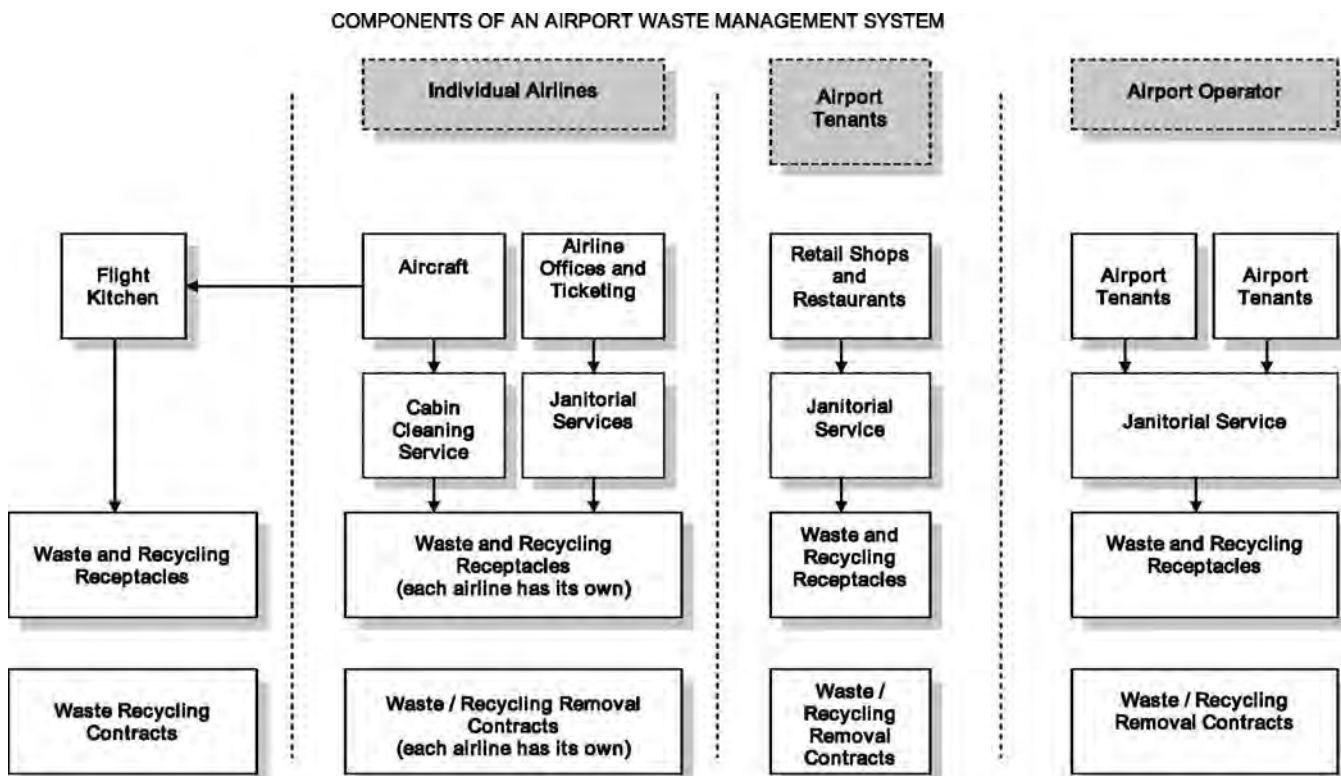 COMPONENTS OF AN AIRPORT WASTE MANAGEMENT SYSTEM
Individual Airlines
Airport
Tenants
Airport Operator
Flight
Kitchen
Aircraft
Airline
Offices and
Ticketing
Retail Shops
and
Restaurants
Airport
Tenants
Airport
Tenants
Cabin
Cleaning
Service
Janitorial
Services
Janitorial
Service
Janitorial Service
Waste and Recycling
Receptacles
Waste and Recycling
Receptacles
(each airline has its own)
Waste and
Recycling
Receptacles
Waste and Recycling
Receptacles
Waste Recycling
Contracts
Waste / Recycling Removal
Contracts
(each airline has its own)
Waste /
Recycling
Removal
Contracts
Waste / Recycling
Removal Contracts